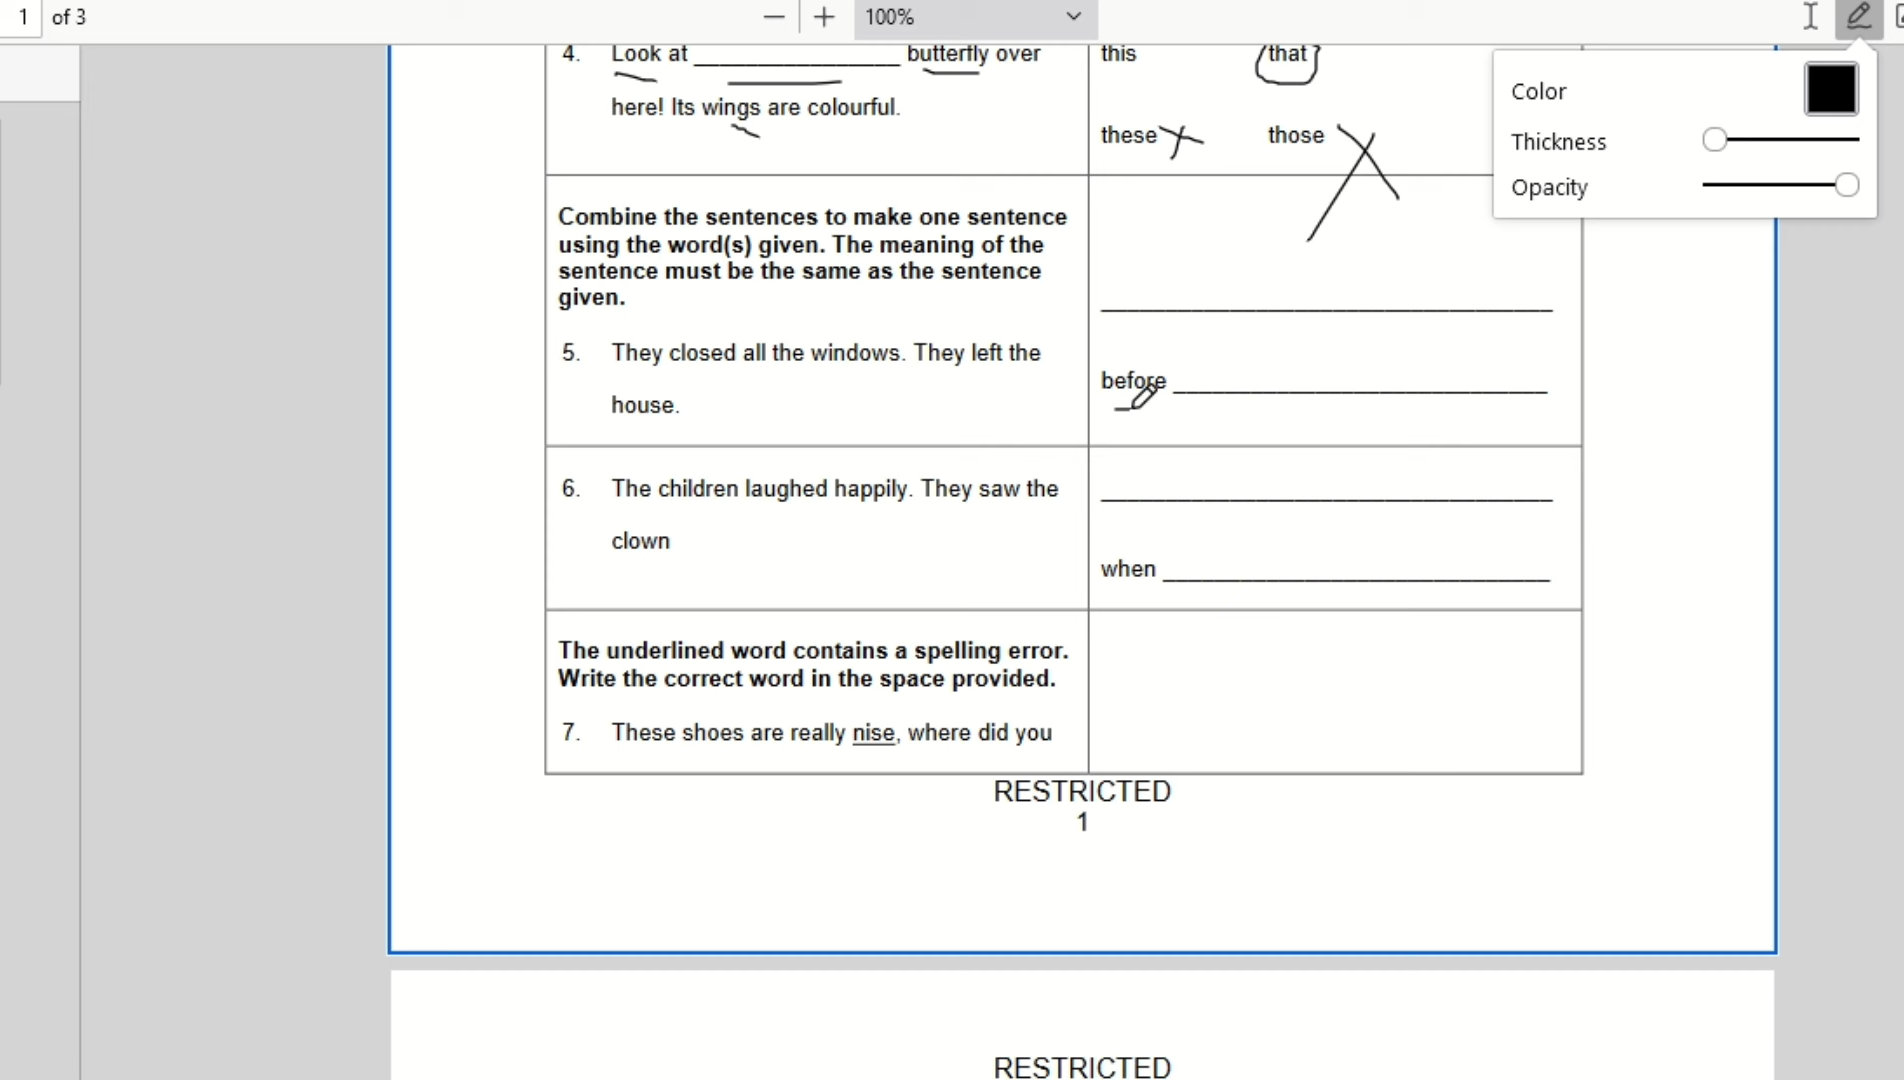 1 of 3
100%
4. Look at ________________ butterfly over
here! Its wings are colourful.
this that
these those
Color
Thickness
Opacity
Combine the sentences to make one sentence
using the word(s) given. The meaning of the
sentence must be the same as the sentence
given.
5. They closed all the windows. They left the
house.
before
6. The children laughed happily. They saw the
clown
when
The underlined word contains a spelling error.
Write the correct word in the space provided.
7. These shoes are really nise, where did you
RESTRICTED
1
RESTRICTED